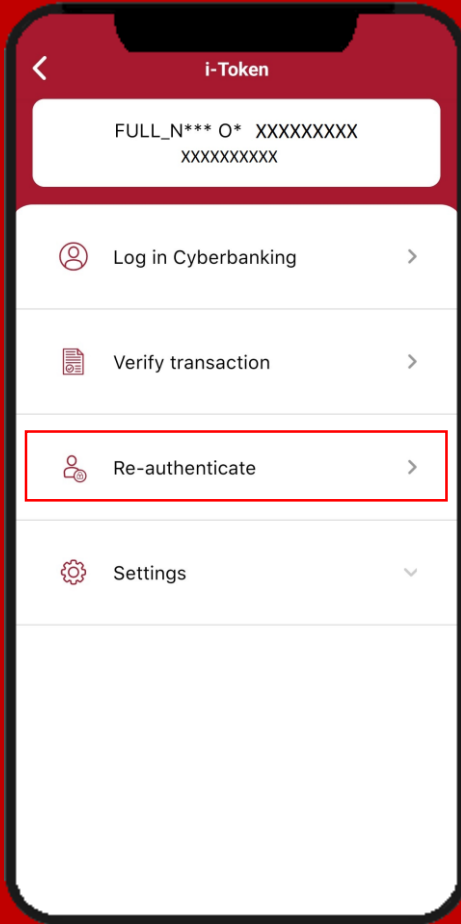 i-Token
FULL_N*** O* XXXXXXXXX
XXXXXXXXXX
Log in Cyberbanking
Verify transaction
Re-authenticate
Settings